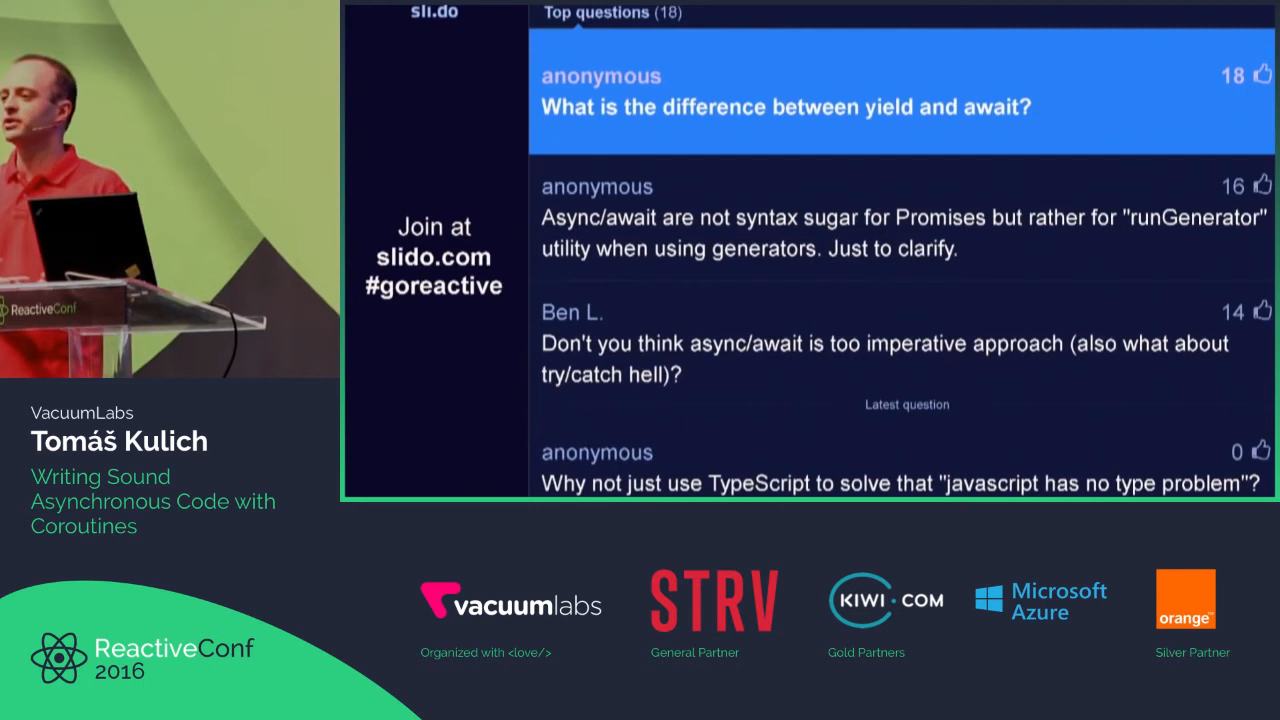 sli.do
Top questions (18)
anonymous
18
What is the difference between yield and await?
anonymous
16
Async/await are not syntax sugar for Promises but rather for "runGenerator"
utility when using generators. Just to clarify.
Join at
slido.com
#goreactive
Ben L.
14
Don't you think async/await is too imperative approach (also what about
try/catch hell)?
Latest question
anonymous
0
Why not just use TypeScript to solve that "javascript has no type problem"?
ReactiveConf
VacuumLabs
Tomáš Kulich
Writing Sound
Asynchronous Code with
Coroutines
ReactiveConf
2016
vacuumlabs
Organized with <love/>
STRV
General Partner
KIWI.COM
Gold Partners
Microsoft
Azure
orange™
Silver Partner